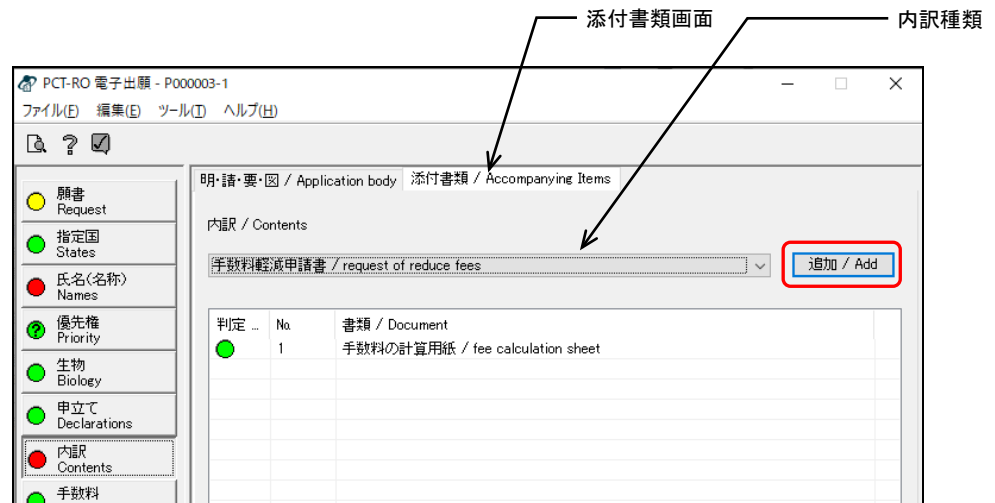 添付書類画面
内訳種類
PCT-RO 電子出願 - P000003-1
ファイル(F) 編集(E) ツール(T) ヘルプ(H)
明・請・要・図 / Application body
添付書類 / Accompanying Items
願書
Request
指定国
States
氏名(名称)
Names
優先権
Priority
生物
Biology
申立て
Declarations
内訳
Contents
手数料
内訳 / Contents
手数料軽減申請書 / request of reduce fees
追加 / Add
判定 ... No. 書類 / Document
1 手数料の計算用紙 / fee calculation sheet